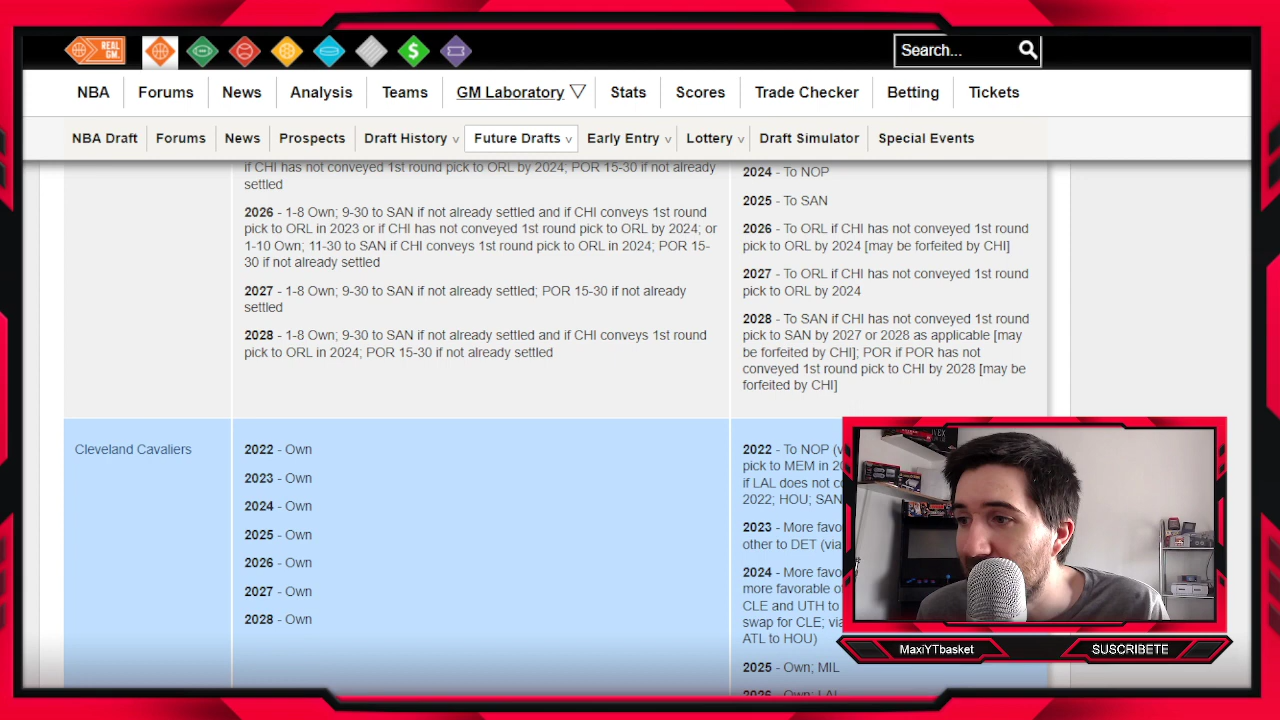 REAL GM.
Search...
NBA
Forums
News
Analysis
Teams
GM Laboratory
Stats
Scores
Trade Checker
Betting
Tickets
NBA Draft
Forums
News
Prospects
Draft History
Future Drafts
Early Entry
Lottery
Draft Simulator
Special Events
if CHI has not conveyed 1st round pick to ORL by 2024; POR 15-30 if not already
settled
2026 - 1-8 Own; 9-30 to SAN if not already settled and if CHI conveys 1st round
pick to ORL in 2023 or if CHI has not conveyed 1st round pick to ORL by 2024; or
1-10 Own; 11-30 to SAN if CHI conveys 1st round pick to ORL in 2024; POR 15-
30 if not already settled
2027 - 1-8 Own; 9-30 to SAN if not already settled; POR 15-30 if not already
settled
2028 - 1-8 Own; 9-30 to SAN if not already settled and if CHI conveys 1st round
pick to ORL in 2024; POR 15-30 if not already settled
2024 - To NOP
2025 - To SAN
2026 - To ORL if CHI has not conveyed 1st round
pick to ORL by 2024 [may be forfeited by CHI]
2027 - To ORL if CHI has not conveyed 1st round
pick to ORL by 2024
2028 - To SAN if CHI has not conveyed 1st round
pick to SAN by 2027 or 2028 as applicable [may
be forfeited by CHI]; POR if POR has not
conveyed 1st round pick to CHI by 2028 [may be
forfeited by CHI]
Cleveland Cavaliers
2022 - Own
2023 - Own
2024 - Own
2025 - Own
2026 - Own
2027 - Own
2028 - Own
2022 - To NOP (v
pick to MEM in 20
if LAL does not co
2022; HOU; SAN
2023 - More favo
other to DET (via
2024 - More favo
more favorable o
CLE and UTH to
swap for CLE; via
ATL to HOU)
2025 - Own; MIL
2026 - Own; LAL
MaxiYTbasket
SUSCRIBETE